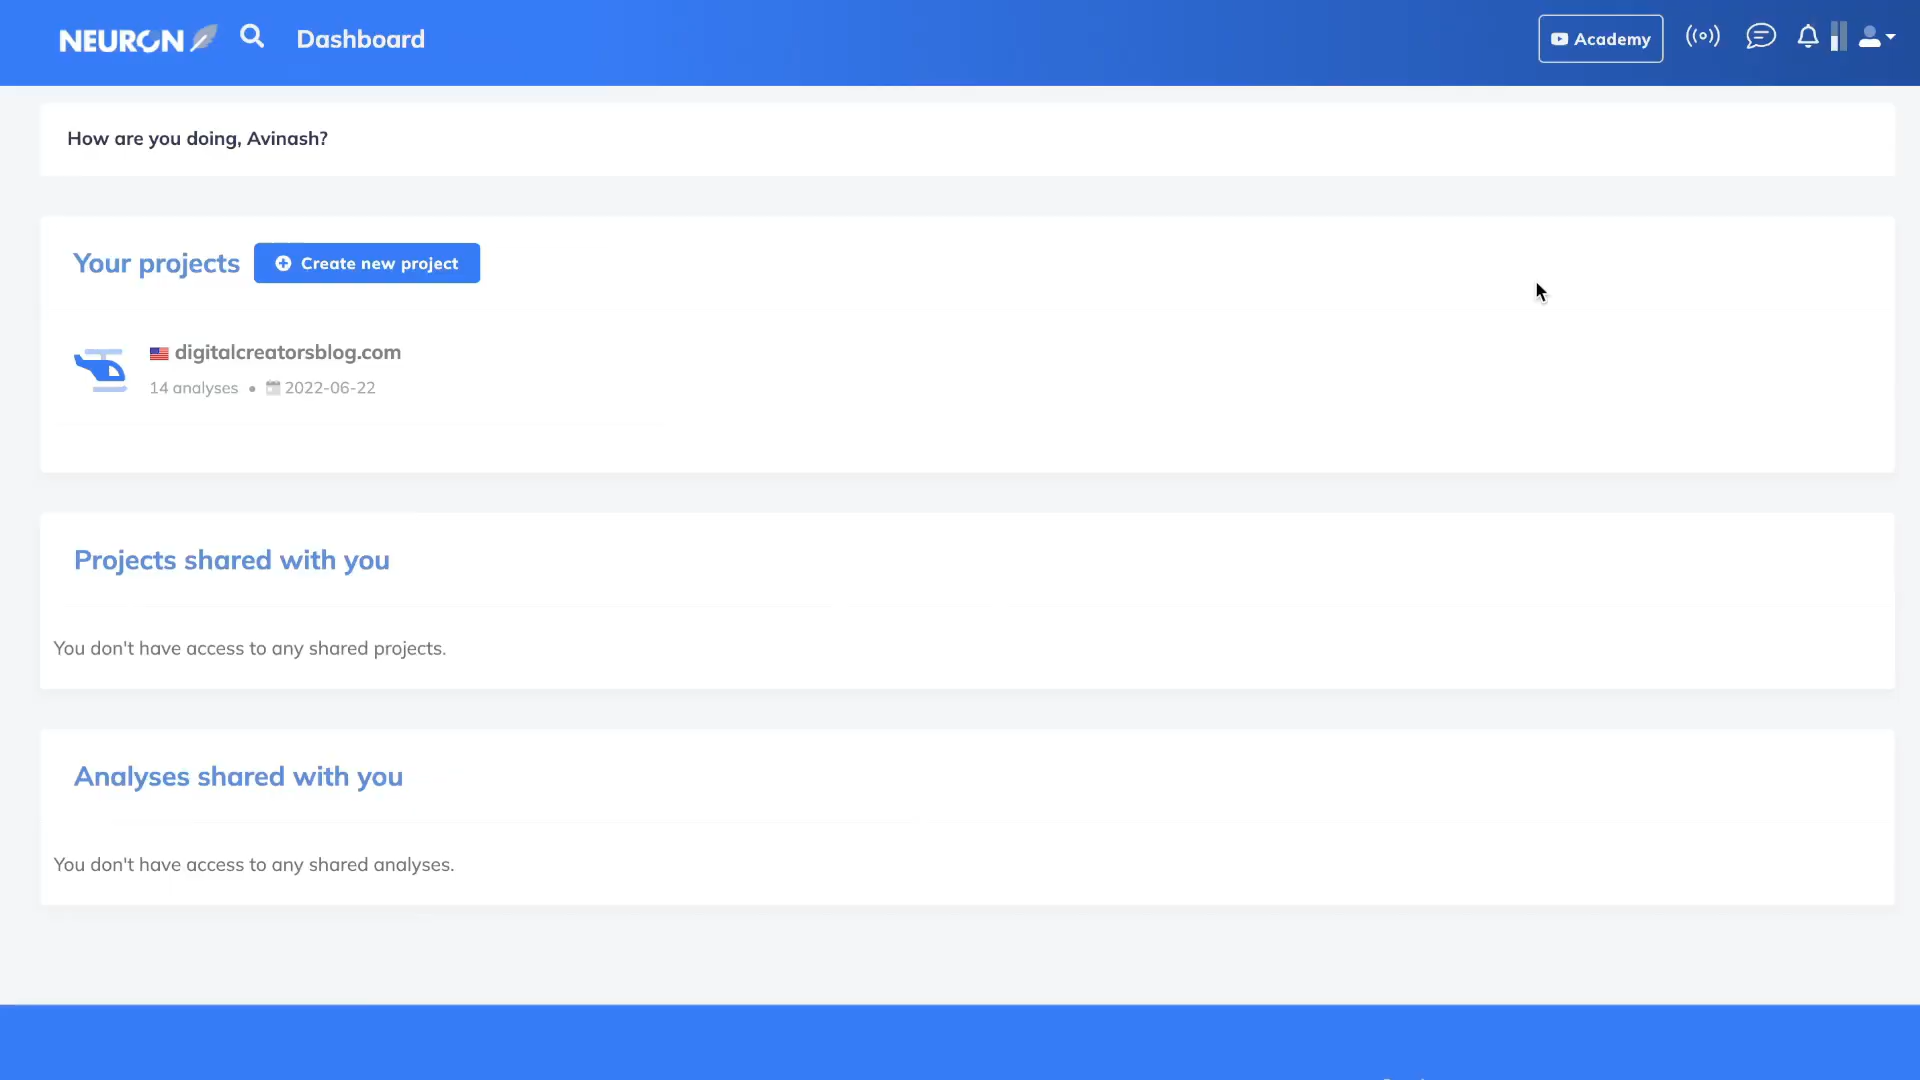 NEURON
Dashboard
Academy
How are you doing, Avinash?
Your projects
Create new project
digitalcreatorsblog.com
14 analyses • 2022-06-22
Projects shared with you
You don't have access to any shared projects.
Analyses shared with you
You don't have access to any shared analyses.